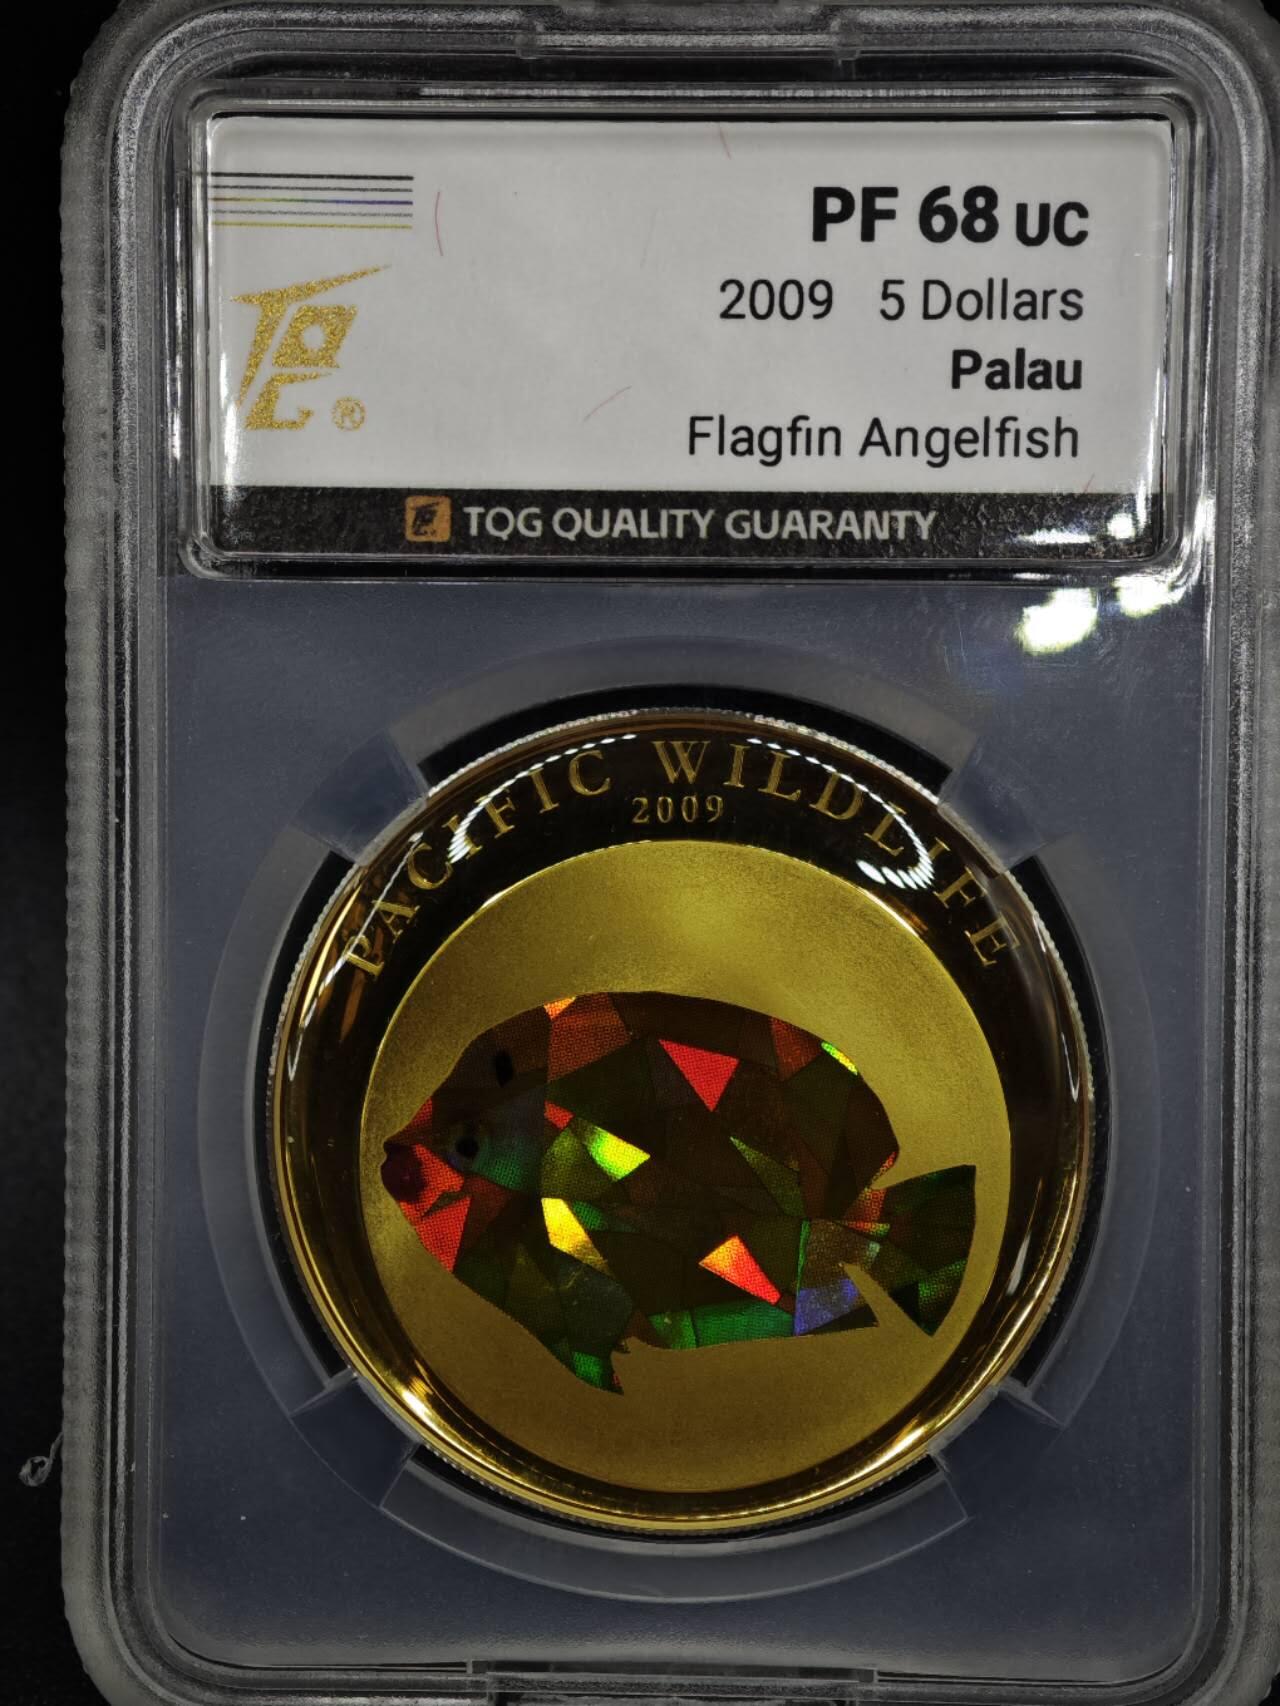 PF 68 UC
2009 5 Dollars
Palau
Flagfin Angelfish
TQG QUALITY GUARANTY
PACIFIC WILDLIFE
2009